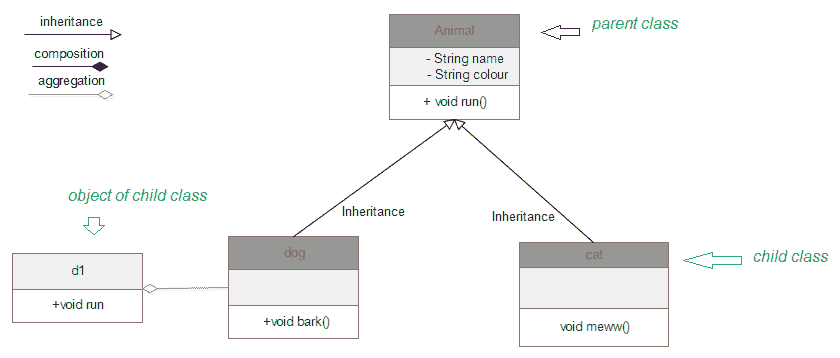 inheritance
composition
aggregation
Animal
- String name
- String colour
+ void run()
parent class
Inheritance
Inheritance
object of child class
d1
+void run
dog
+void bark()
cat
void meww()
child class